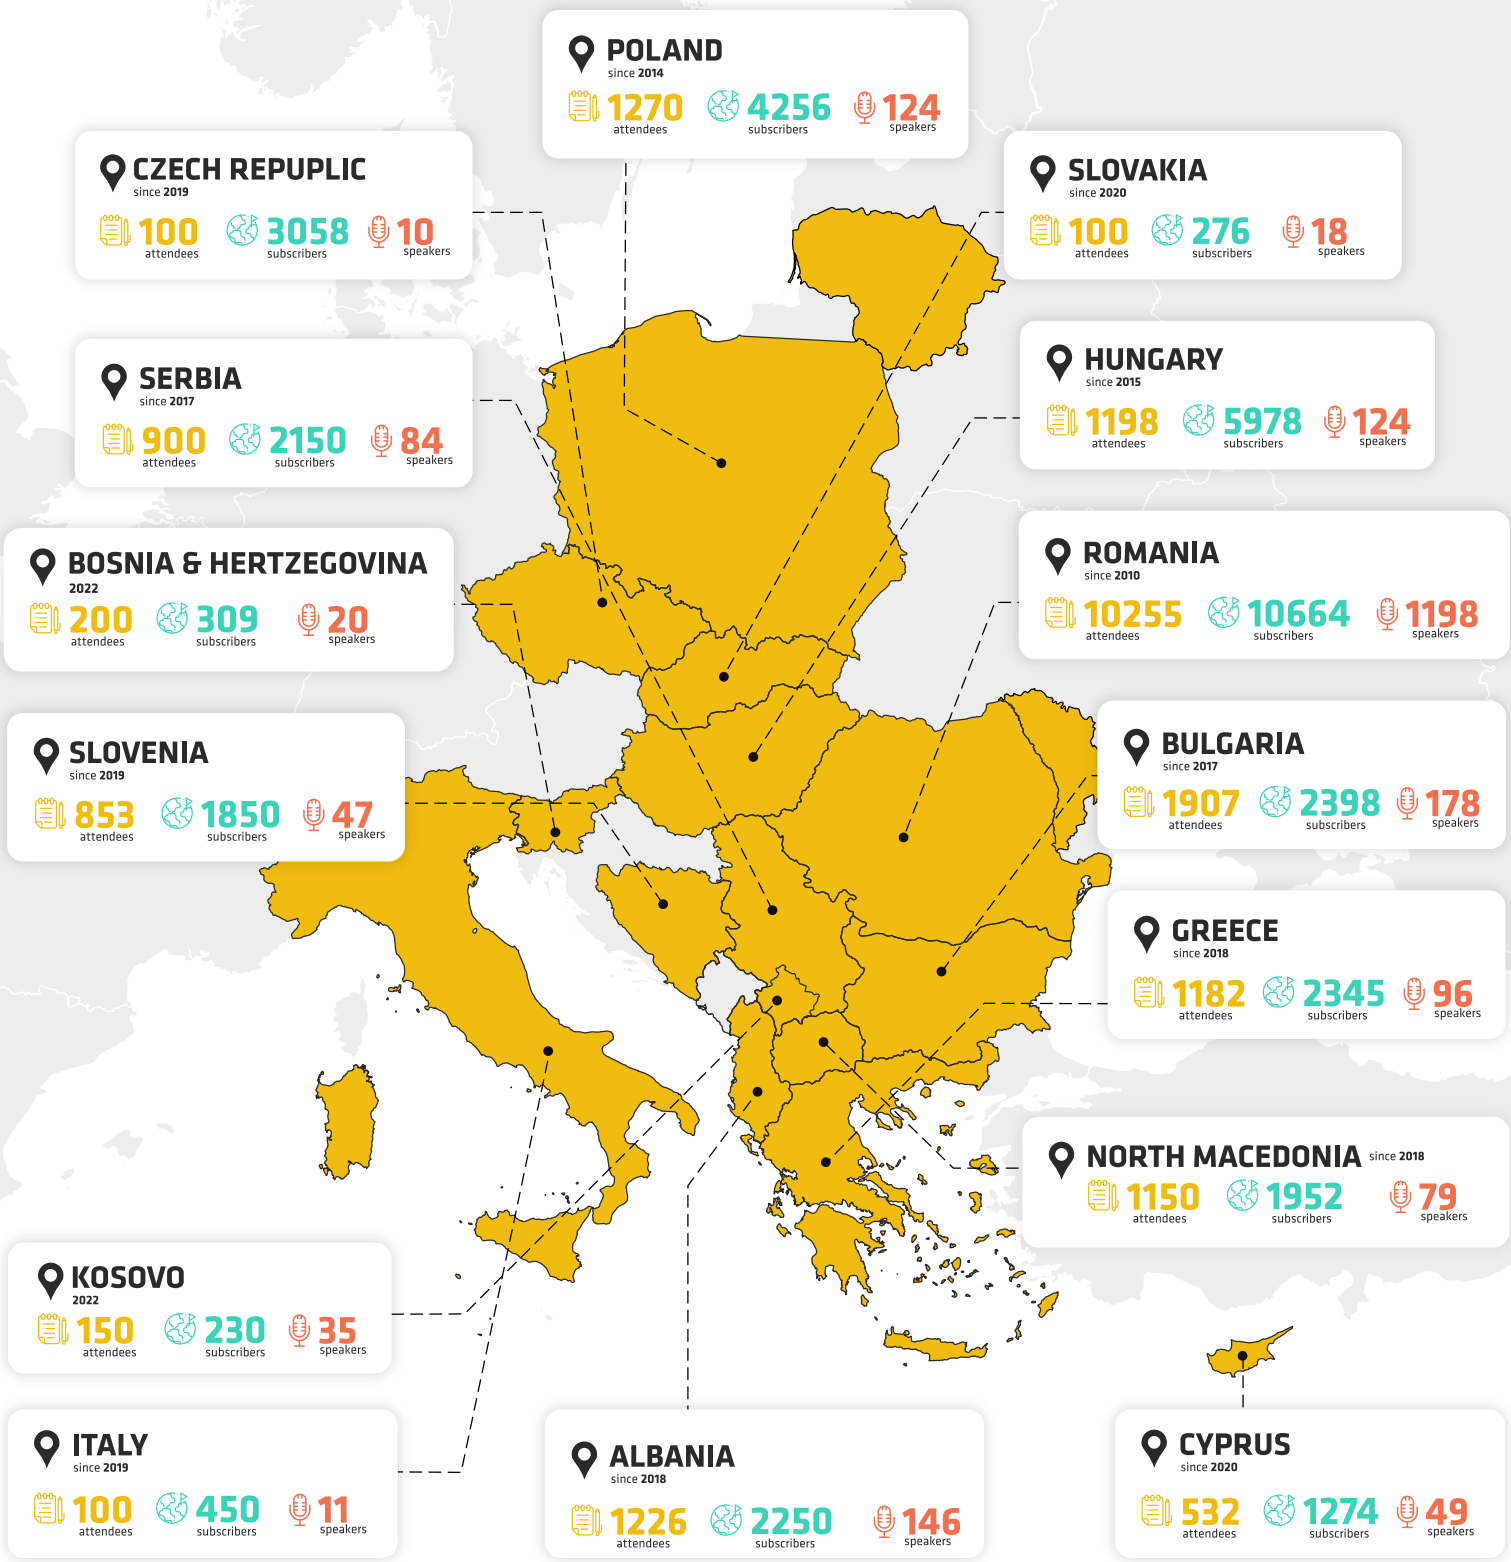 POLAND
since 2014
1270 4256 124
attendees subscribers speakers
CZECH REPUPLIC
since 2019
100 3058 10
attendees subscribers speakers
SLOVAKIA
since 2020
100 276 18
attendees subscribers speakers
SERBIA
since 2017
900 2150 84
attendees subscribers speakers
HUNGARY
since 2015
1198 5978 124
attendees subscribers speakers
BOSNIA & HERTZEGOVINA
2022
200 309 20
attendees subscribers speakers
ROMANIA
since 2010
10255 10664 1198
attendees subscribers speakers
SLOVENIA
since 2019
853 1850 47
attendees subscribers speakers
BULGARIA
since 2017
1907 2398 178
attendees subscribers speakers
GREECE
since 2018
1182 2345 96
attendees subscribers speakers
NORTH MACEDONIA since 2018
1150 1952 79
attendees subscribers speakers
KOSOVO
2022
150 230 35
attendees subscribers speakers
ITALY
since 2019
100 450 11
attendees subscribers speakers
ALBANIA
since 2018
1226 2250 146
attendees subscribers speakers
CYPRUS
since 2020
532 1274 49
attendees subscribers speakers